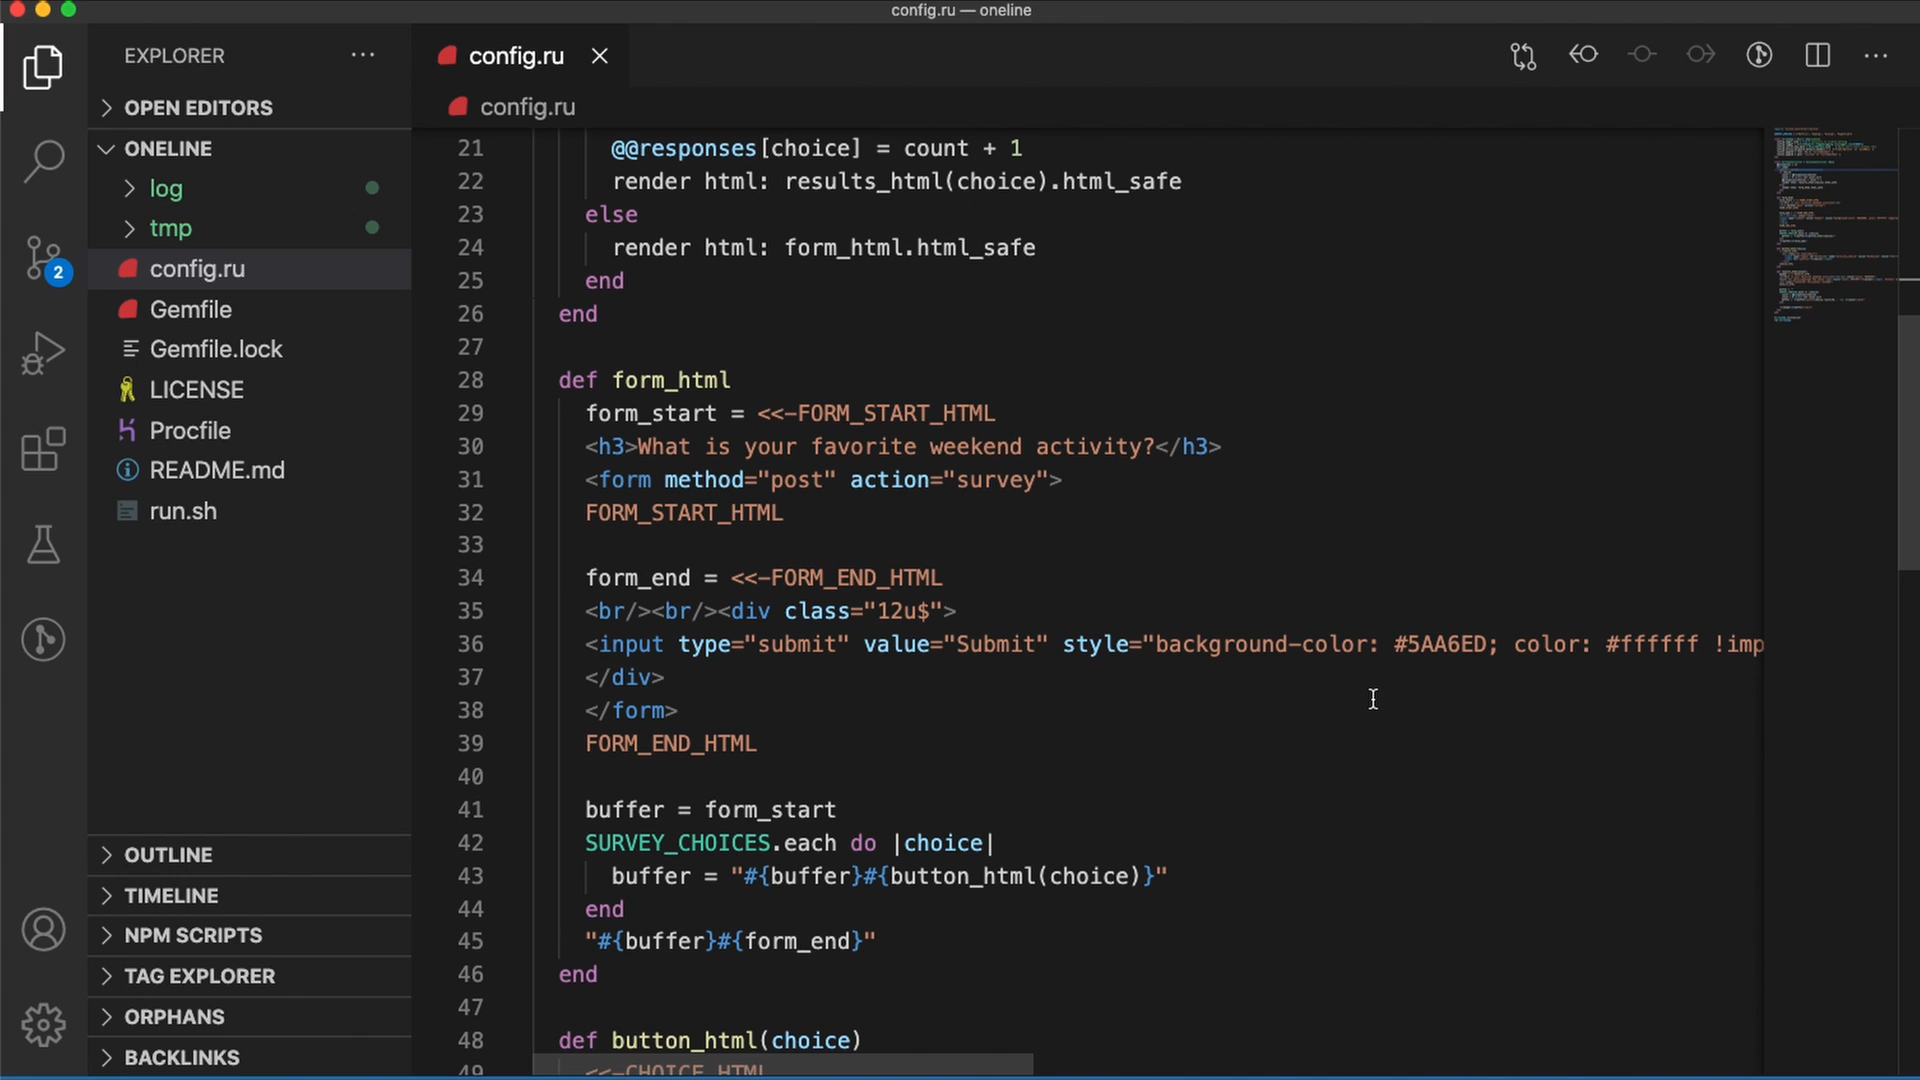 config.ru — oneline
EXPLORER
OPEN EDITORS
ONELINE
log
tmp
config.ru
Gemfile
Gemfile.lock
LICENSE
Procfile
README.md
run.sh
OUTLINE
TIMELINE
NPM SCRIPTS
TAG EXPLORER
ORPHANS
BACKLINKS
2
config.ru
config.ru
21 @@responses[choice] = count + 1
22 render html: results_html(choice).html_safe
23 else
24 render html: form_html.html_safe
25 end
26 end
27
28 def form_html
29 form_start = <<-FORM_START_HTML
30 <h3>What is your favorite weekend activity?</h3>
31 <form method="post" action="survey">
32 FORM_START_HTML
33
34 form_end = <<-FORM_END_HTML
35 <br/><br/><div class="12u$">
36 <input type="submit" value="Submit" style="background-color: #5AA6ED; color: #ffffff !imp
37 </div>
38 </form>
39 FORM_END_HTML
40
41 buffer = form_start
42 SURVEY_CHOICES.each do |choice|
43 buffer = "#{buffer}#{button_html(choice)}"
44 end
45 "#{buffer}#{form_end}"
46 end
47
48 def button_html(choice)
49 <<-CHOICE_HTML